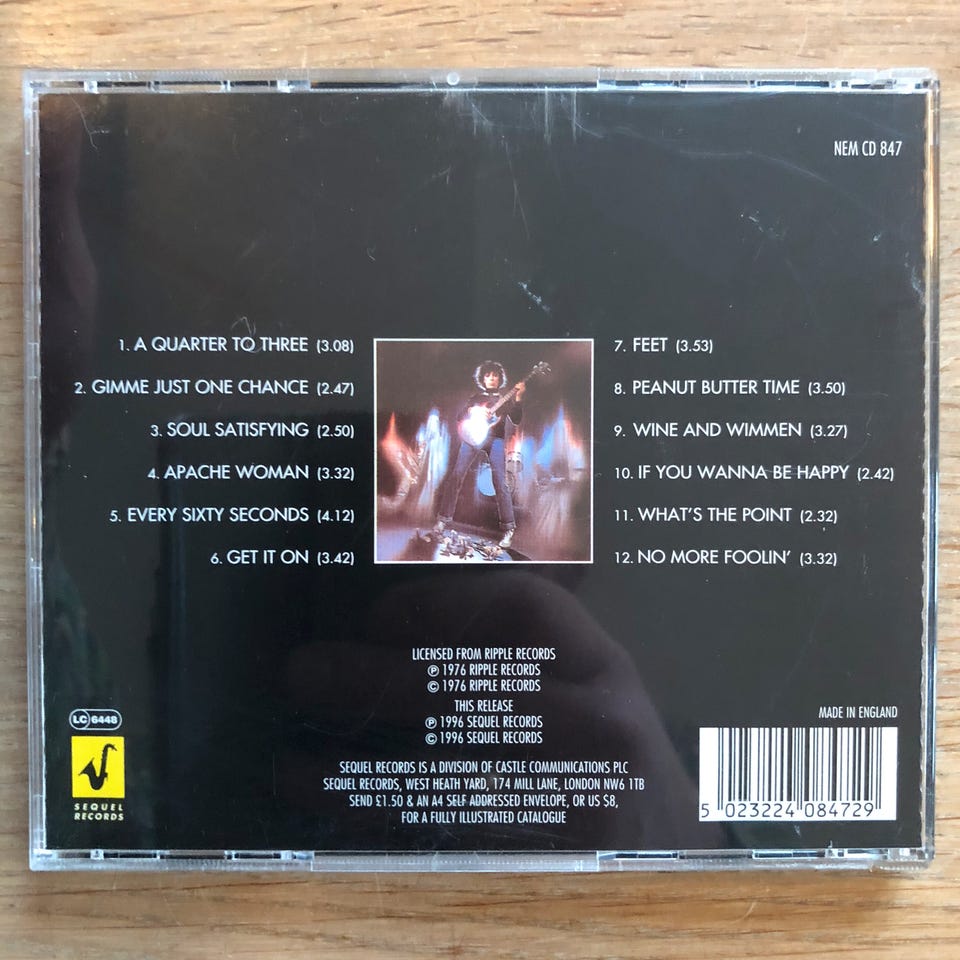 NEM CD 847
1. A QUARTER TO THREE (3.08)
2. GIMME JUST ONE CHANCE (2.47)
3. SOUL SATISFYING (2.50)
4. APACHE WOMAN (3.32)
5. EVERY SIXTY SECONDS (4.12)
6. GET IT ON (3.42)
7. FEET (3.53)
8. PEANUT BUTTER TIME (3.50)
9. WINE AND WIMMEN (3.27)
10. IF YOU WANNA BE HAPPY (2.42)
11. WHAT'S THE POINT (2.32)
12. NO MORE FOOLIN' (3.32)
LICENSED FROM RIPPLE RECORDS
℗ 1976 RIPPLE RECORDS
© 1976 RIPPLE RECORDS
THIS RELEASE
℗ 1996 SEQUEL RECORDS
© 1996 SEQUEL RECORDS
SEQUEL RECORDS IS A DIVISION OF CASTLE COMMUNICATIONS PLC
SEQUEL RECORDS, WEST HEATH YARD, 174 MILL LANE, LONDON NW6 1TB
SEND £1.50 & AN A4 SELF ADDRESSED ENVELOPE, OR US $8,
FOR A FULLY ILLUSTRATED CATALOGUE
LC 6448
SEQUEL
RECORDS
MADE IN ENGLAND
5 023224 084729